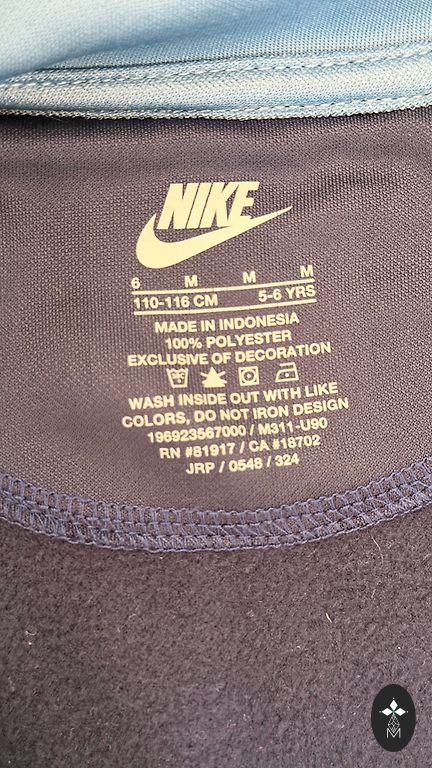 NIKE
6 M M M
110-116 CM 5-6 YRS
MADE IN INDONESIA
100% POLYESTER
EXCLUSIVE OF DECORATION
WASH INSIDE OUT WITH LIKE
COLORS, DO NOT IRON DESIGN
196923567000 / M311-U90
RN #81917 / CA #18702
JRP / 0548 / 324
M